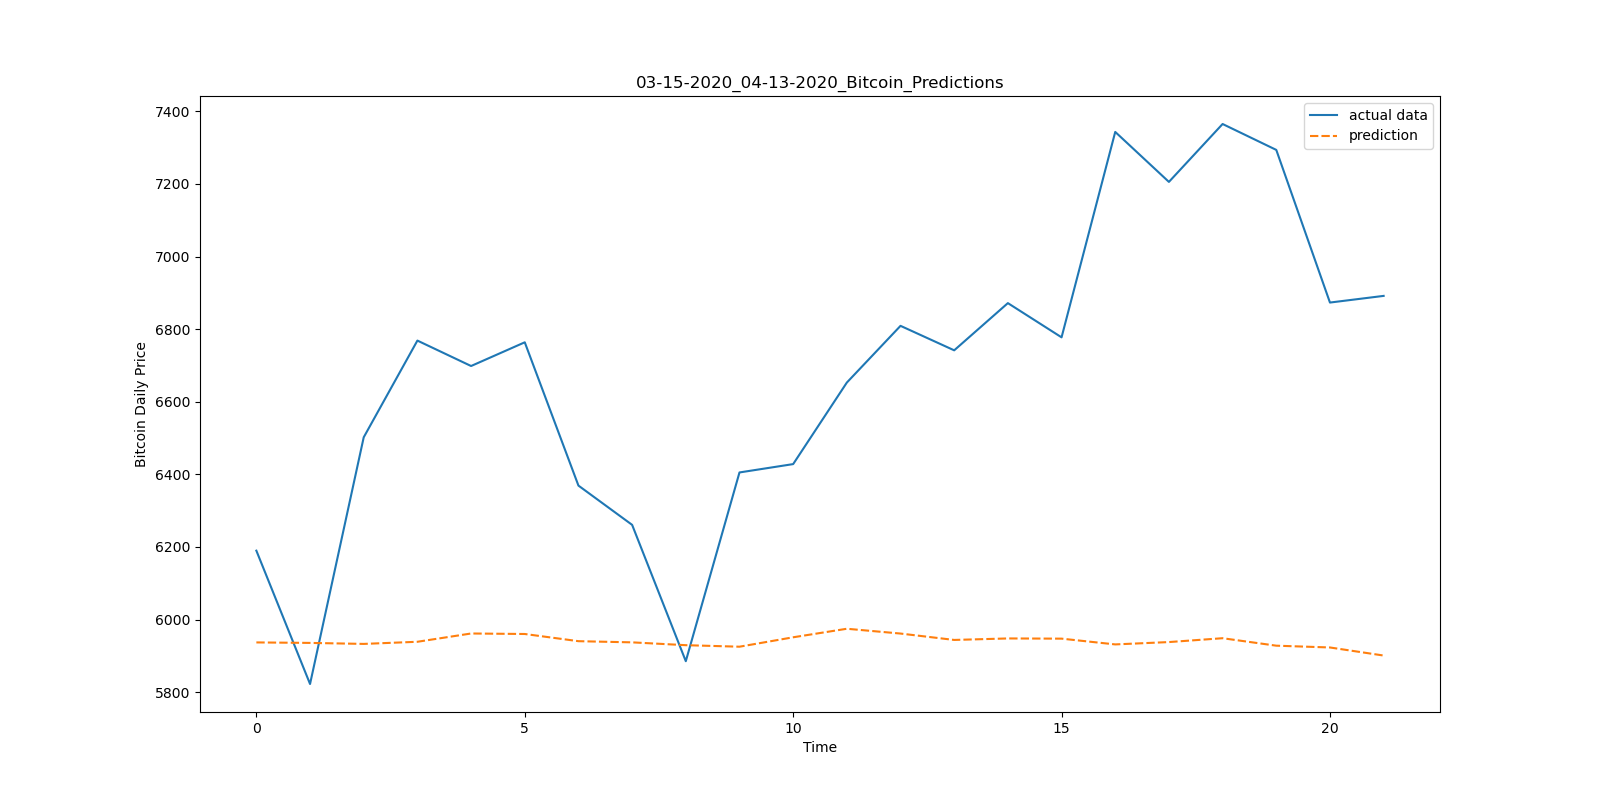 03-15-2020_04-13-2020_Bitcoin_Predictions
actual data
prediction
7400
7200
7000
6800
6600
6400
6200
6000
5800
Bitcoin Daily Price
0 5 10 15 20
Time